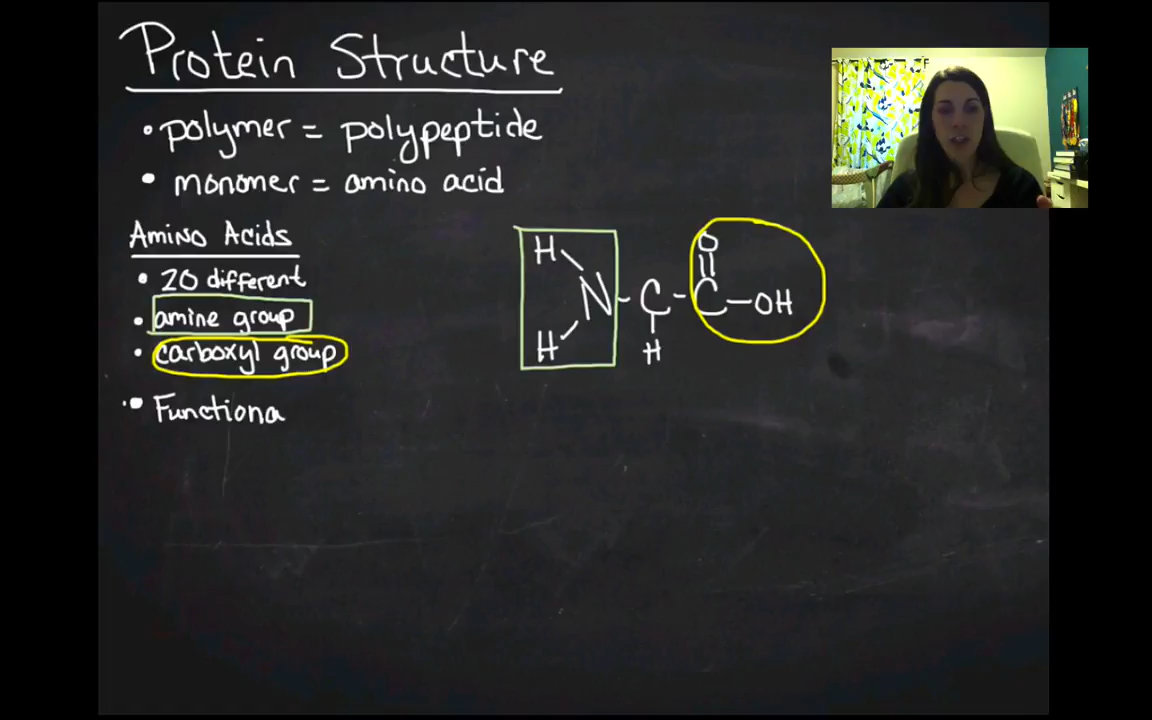 Protein Structure
• polymer = polypeptide
• monomer = amino acid
Amino Acids
• 20 different
• amine group
• carboxyl group
• Functiona
H
O
N - C - C - OH
H
H